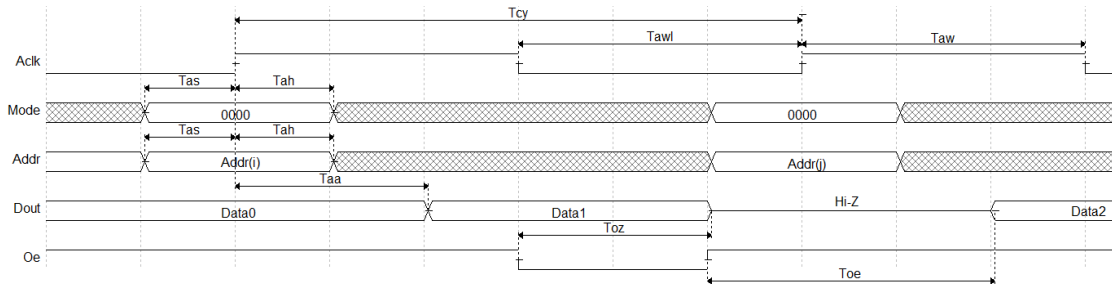 Tcy
Tawl Taw
Aclk
Tas Tah
Mode 0000 0000
Tas Tah
Addr Addr(i) Addr(j)
Taa
Dout Data0 Data1 Hi-Z Data2
Toz
Oe
Toe